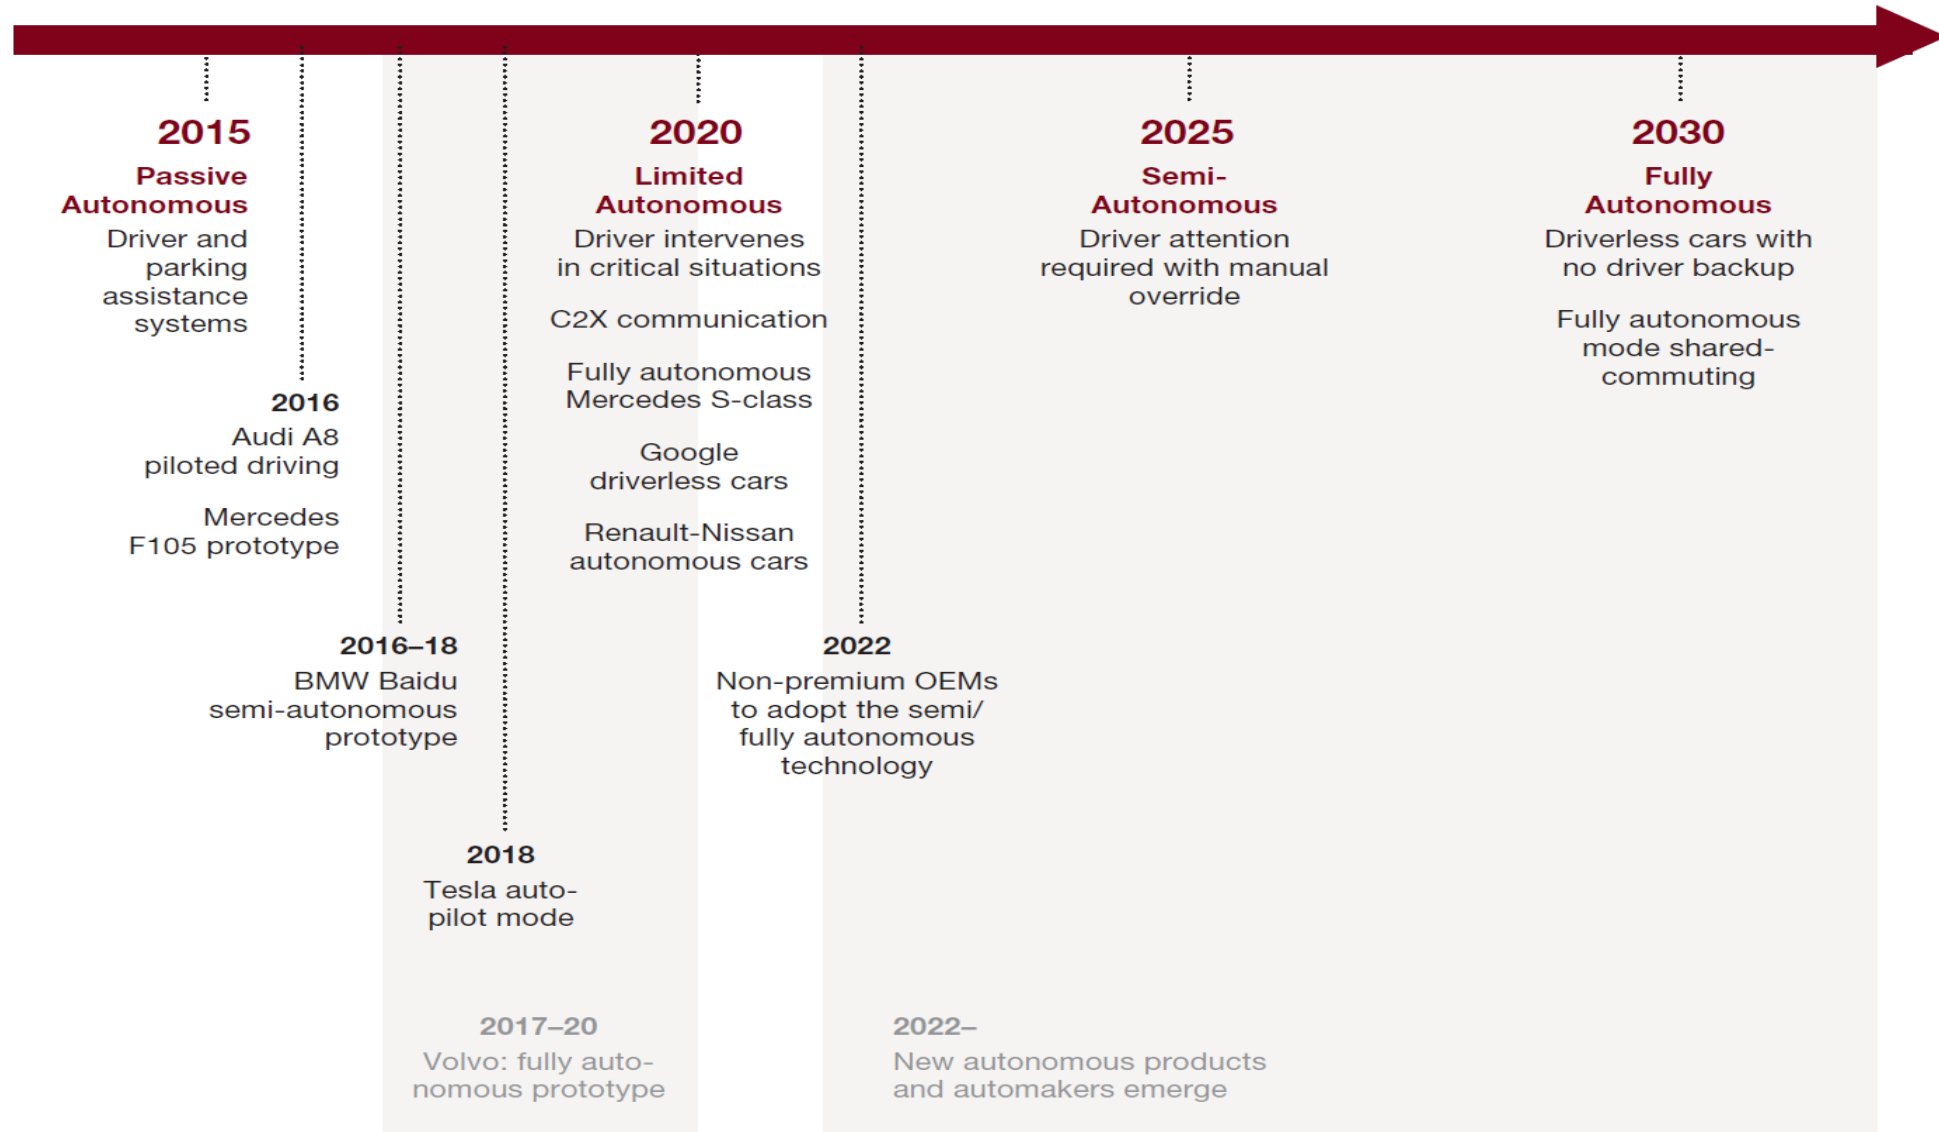 2015
Passive
Autonomous
Driver and
parking
assistance
systems
2016
Audi A8
piloted driving
Mercedes
F105 prototype
2016–18
BMW Baidu
semi-autonomous
prototype
2018
Tesla auto-
pilot mode
2017–20
Volvo: fully auto-
nomous prototype
2020
Limited
Autonomous
Driver intervenes
in critical situations
C2X communication
Fully autonomous
Mercedes S-class
Google
driverless cars
Renault-Nissan
autonomous cars
2022
Non-premium OEMs
to adopt the semi/
fully autonomous
technology
2022–
New autonomous products
and automakers emerge
2025
Semi-
Autonomous
Driver attention
required with manual
override
2030
Fully
Autonomous
Driverless cars with
no driver backup
Fully autonomous
mode shared-
commuting